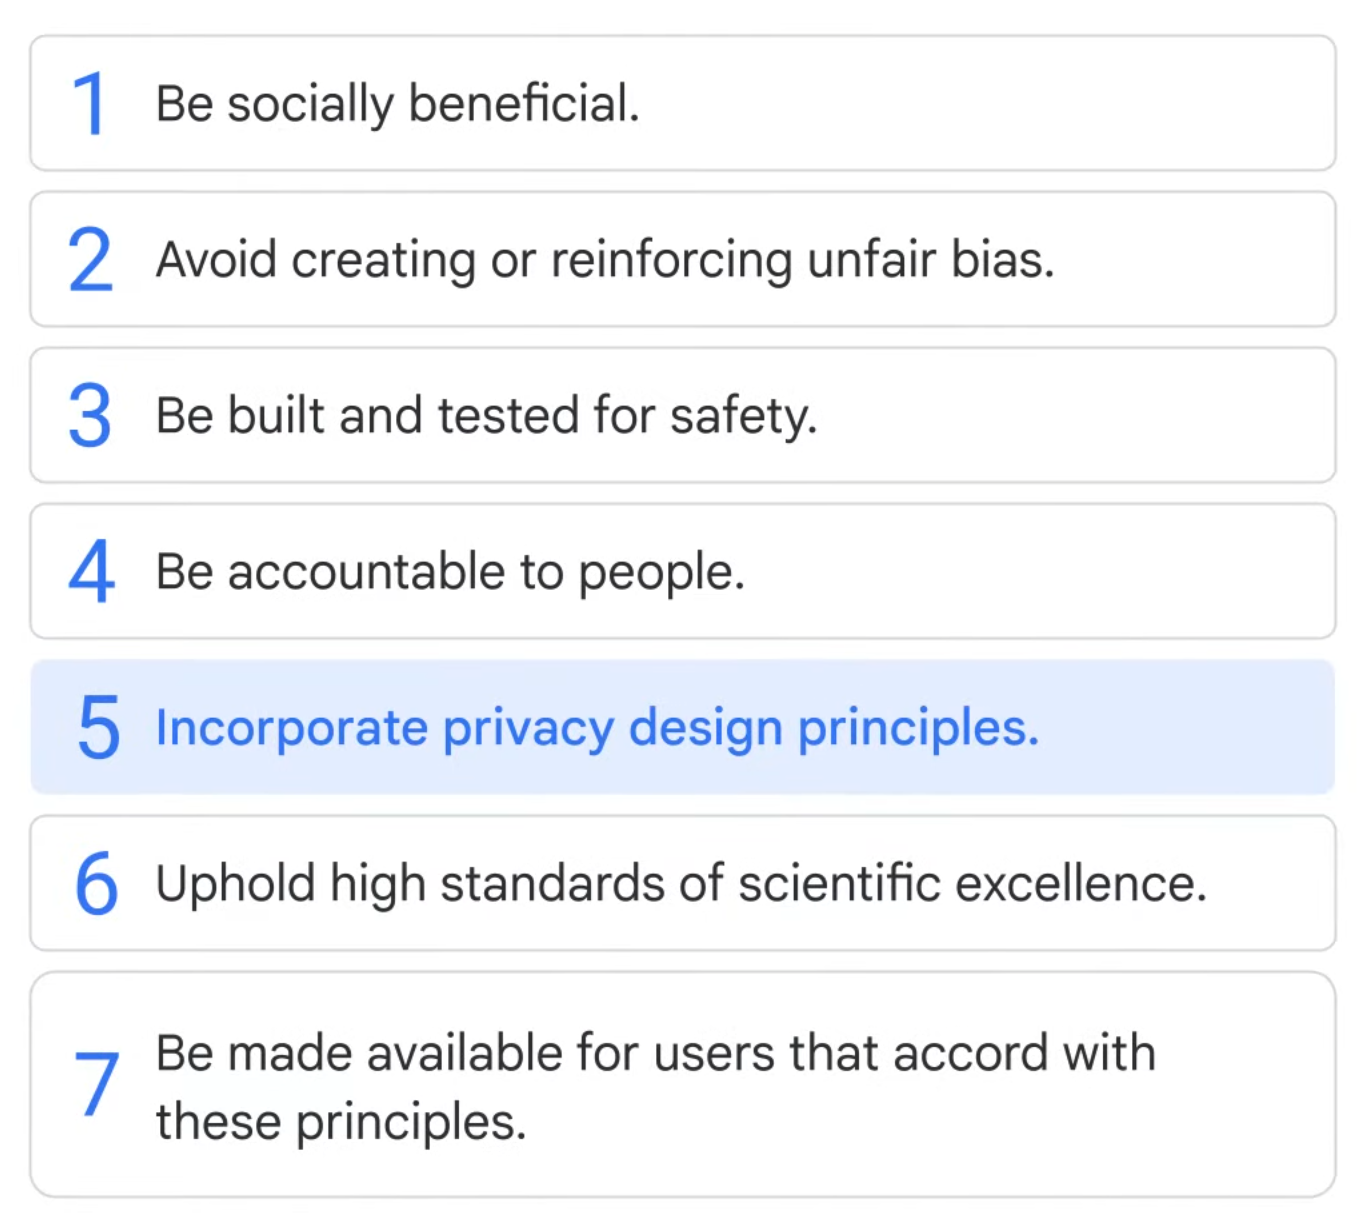 1 Be socially beneficial.
2 Avoid creating or reinforcing unfair bias.
3 Be built and tested for safety.
4 Be accountable to people.
5 Incorporate privacy design principles.
6 Uphold high standards of scientific excellence.
7 Be made available for users that accord with
these principles.